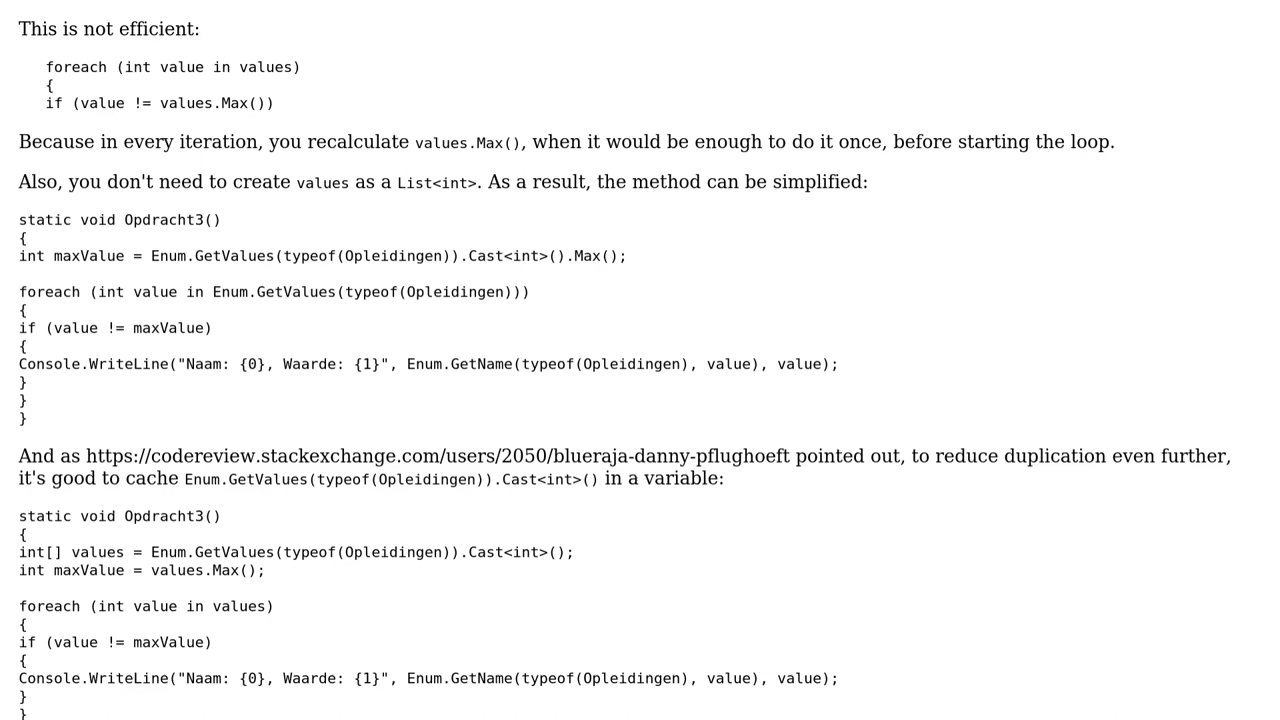 This is not efficient:
foreach (int value in values)
{
if (value != values.Max())
Because in every iteration, you recalculate values.Max(), when it would be enough to do it once, before starting the loop.
Also, you don't need to create values as a List<int>. As a result, the method can be simplified:
static void Opdracht3()
{
int maxValue = Enum.GetValues(typeof(Opleidingen)).Cast<int>().Max();
foreach (int value in Enum.GetValues(typeof(Opleidingen)))
{
if (value != maxValue)
{
Console.WriteLine("Naam: {0}, Waarde: {1}", Enum.GetName(typeof(Opleidingen), value), value);
}
}
}
And as https://codereview.stackexchange.com/users/2050/blueraja-danny-pflughoeft pointed out, to reduce duplication even further,
it's good to cache Enum.GetValues(typeof(Opleidingen)).Cast<int>() in a variable:
static void Opdracht3()
{
int[] values = Enum.GetValues(typeof(Opleidingen)).Cast<int>();
int maxValue = values.Max();
foreach (int value in values)
{
if (value != maxValue)
{
Console.WriteLine("Naam: {0}, Waarde: {1}", Enum.GetName(typeof(Opleidingen), value), value);
}
}